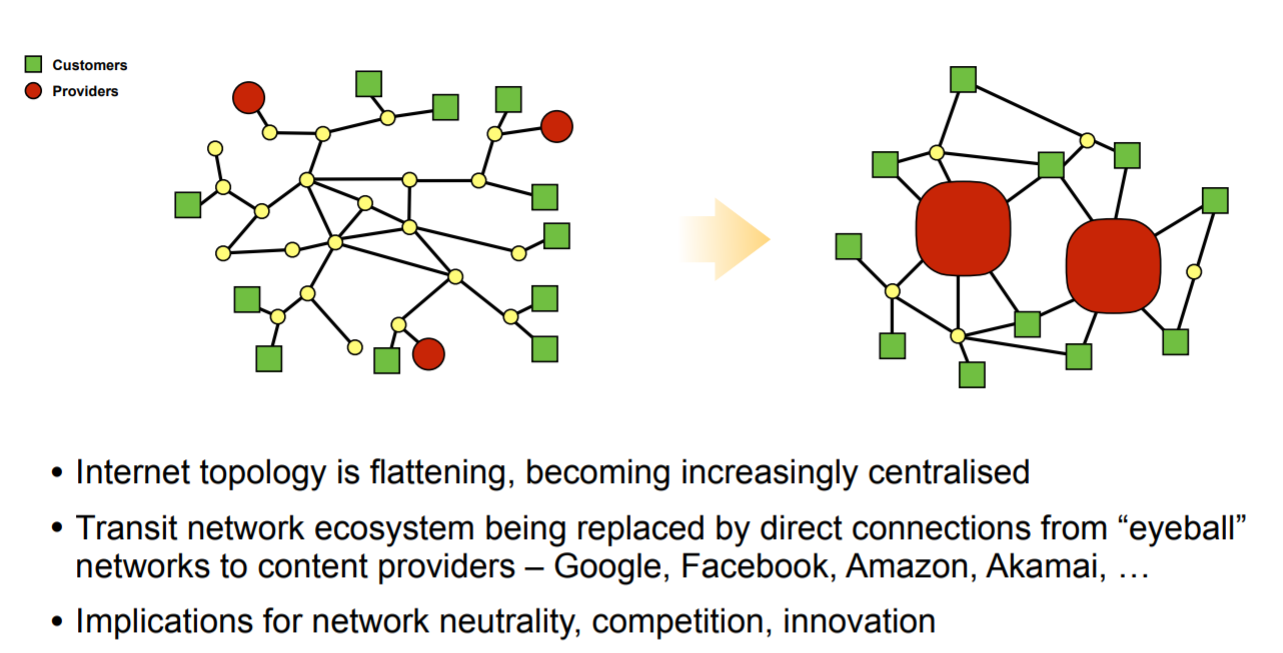 Customers
Providers
• Internet topology is flattening, becoming increasingly centralised
• Transit network ecosystem being replaced by direct connections from “eyeball”
networks to content providers – Google, Facebook, Amazon, Akamai, …
• Implications for network neutrality, competition, innovation